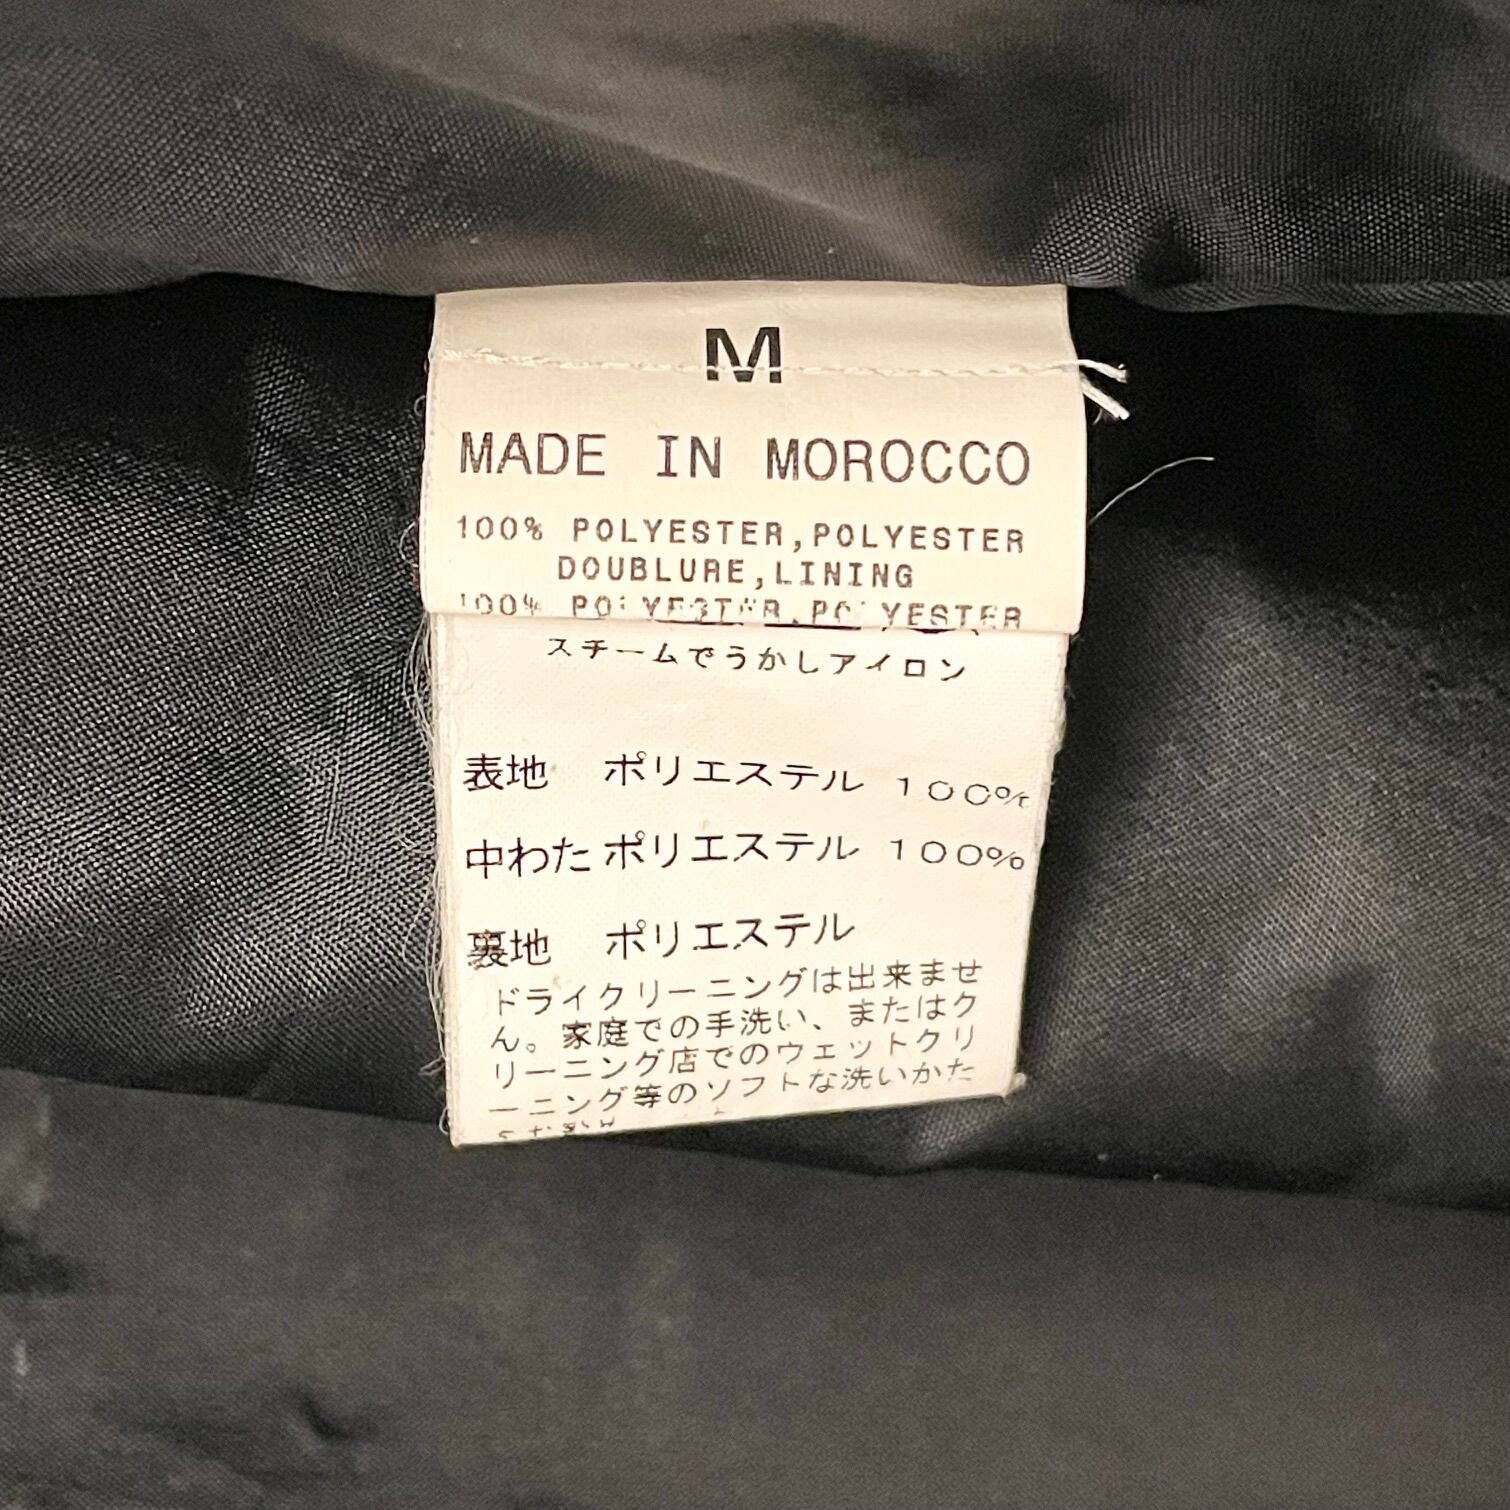 M
MADE IN MOROCCO
100% POLYESTER,POLYESTER
DOUBLURE,LINING
100% POLYESTER,POLYESTER
スチームでうかしアイロン
表地 ポリエステル 100%
中わた ポリエステル 100%
裏地 ポリエステル
ドライクリーニングは出来ませ
ん。家庭での手洗い、またはク
リーニング店でのウェットクリ
ーニング等のソフトな洗いかた